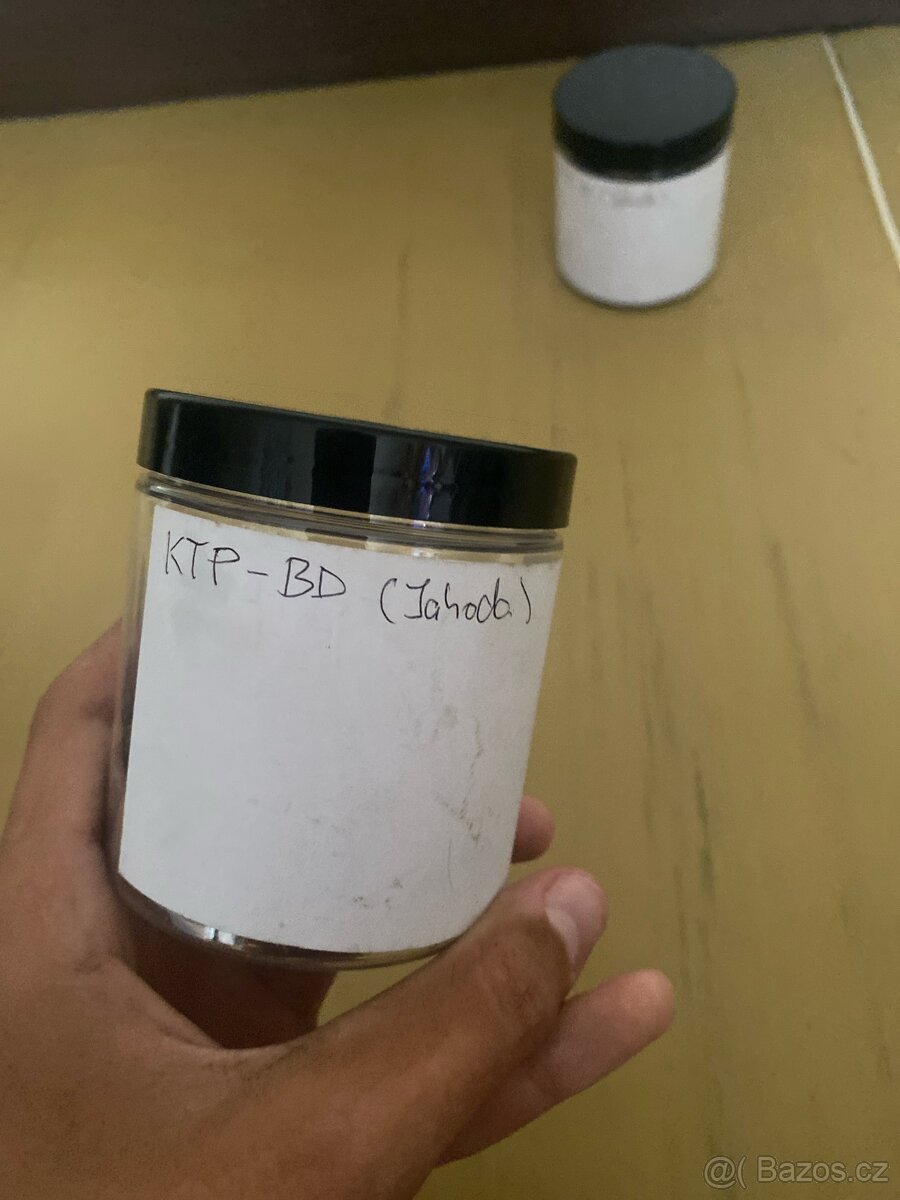 KTP-BD (Jahoda)
@( Bazos.cz